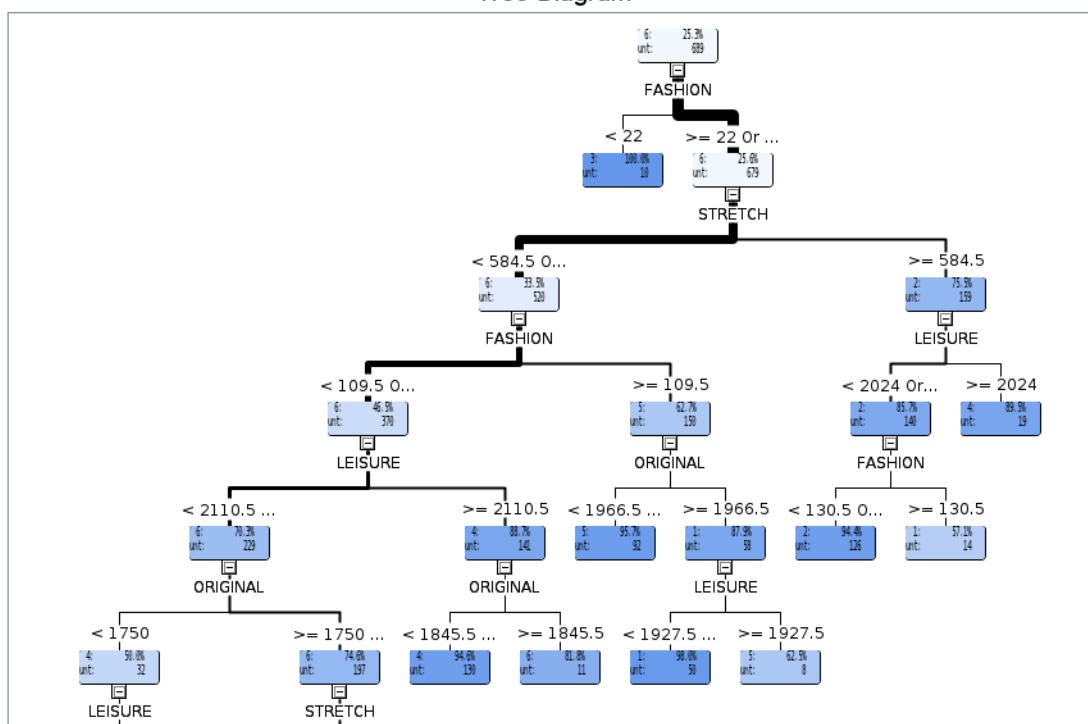 6: 25.3%
unt: 689
FASHION
< 22 >= 22 Or ...
3: 100.0% 6: 25.6%
unt: 10 unt: 679
STRETCH
< 584.5 O... >= 584.5
6: 33.5% 2: 75.5%
unt: 520 unt: 159
FASHION LEISURE
< 109.5 O... >= 109.5 < 2024 Or... >= 2024
6: 46.5% 5: 62.7% 2: 85.7% 4: 89.5%
unt: 370 unt: 150 unt: 140 unt: 19
LEISURE ORIGINAL FASHION
< 2110.5 ... >= 2110.5 < 1966.5 ... >= 1966.5 < 130.5 O... >= 130.5
6: 70.3% 4: 88.7% 5: 95.7% 1: 87.9% 2: 94.4% 1: 57.1%
unt: 229 unt: 141 unt: 92 unt: 58 unt: 126 unt: 14
ORIGINAL ORIGINAL LEISURE
< 1750 >= 1750 ... < 1845.5 ... >= 1845.5 < 1927.5 ... >= 1927.5
4: 50.0% 6: 74.6% 4: 94.6% 6: 81.8% 1: 98.0% 5: 62.5%
unt: 32 unt: 197 unt: 130 unt: 11 unt: 50 unt: 8
LEISURE STRETCH